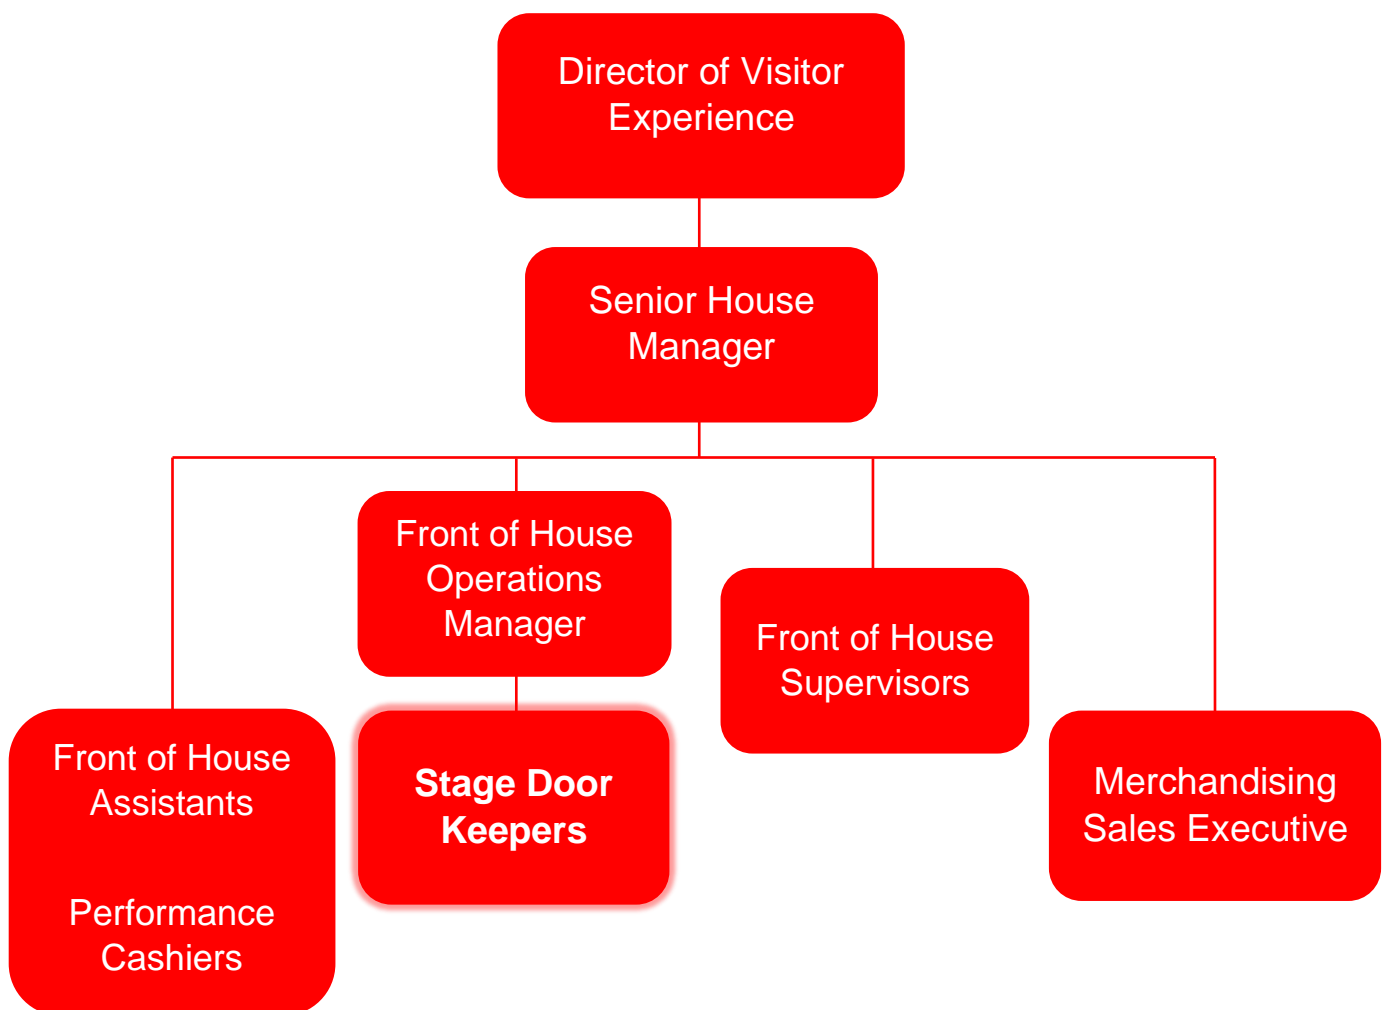 Director of Visitor
Experience
Senior House
Manager
Front of House
Operations
Manager
Front of House
Supervisors
Front of House
Assistants
Performance
Cashiers
Stage Door
Keepers
Merchandising
Sales Executive